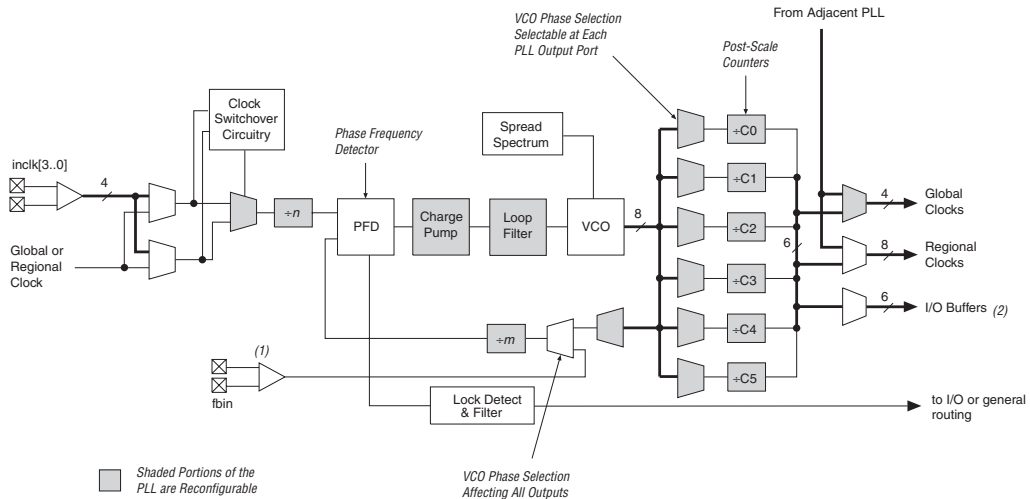 From Adjacent PLL
VCO Phase Selection
Selectable at Each
PLL Output Port
Post-Scale
Counters
Clock
Switchover
Circuitry
Phase Frequency
Detector
Spread
Spectrum
÷C0
inclk[3..0]
4
÷C1
4
Global
Clocks
÷n
PFD
Charge
Pump
Loop
Filter
VCO
8
÷C2
6
8
Regional
Clocks
Global or
Regional
Clock
÷C3
6
I/O Buffers (2)
÷m
÷C4
(1)
÷C5
fbin
Lock Detect
& Filter
to I/O or general
routing
Shaded Portions of the
PLL are Reconfigurable
VCO Phase Selection
Affecting All Outputs